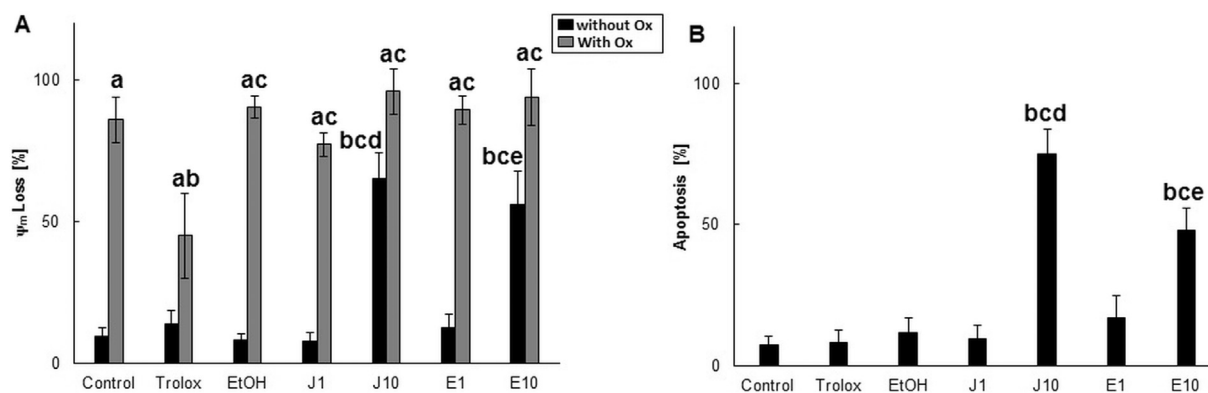 A
without Ox
With Ox
Ψm Loss [%]
100
50
0
a
ab
ac
ac
bcd
ac
ac
bce
ac
Control Trolox EtOH J1 J10 E1 E10
B
Apoptosis [%]
100
50
0
bcd
bce
Control Trolox EtOH J1 J10 E1 E10